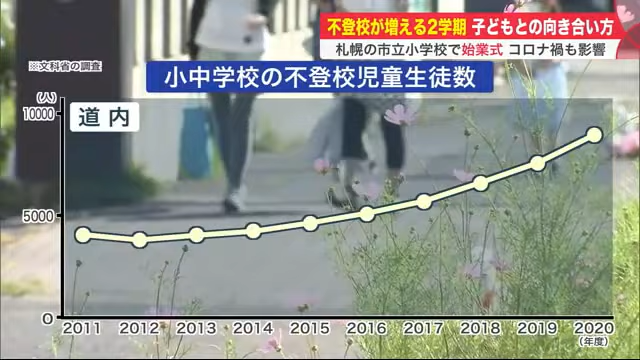 不登校が増える2学期 子どもとの向き合い方
札幌の市立小学校で始業式 コロナ禍も影響
※文科省の調査
小中学校の不登校児童生徒数
(人)
10000
道内
5000
0
2011 2012 2013 2014 2015 2016 2017 2018 2019 2020
(年度)